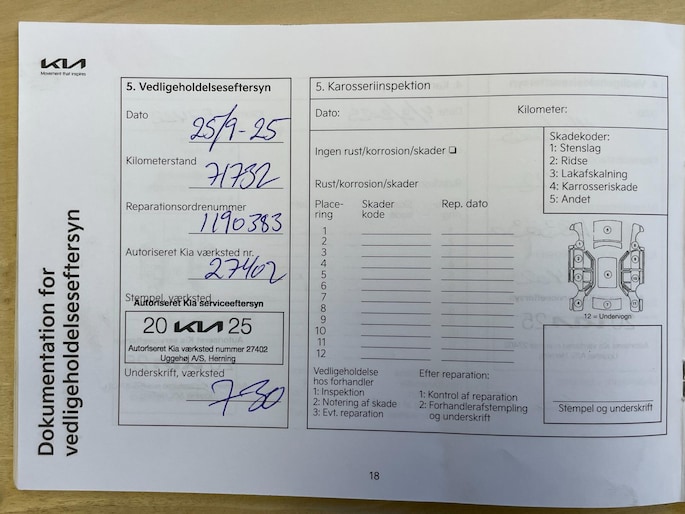 KIA
Movement that inspires
Dokumentation for
vedligeholdelseseftersyn
5. Vedligeholdelseseftersyn
Dato
25/9-25
Kilometerstand
71732
Reparationsordrenummer
1190383
Autoriseret Kia værksted nr.
27402
Stempel, værksted
Autoriseret Kia serviceeftersyn
20 KIA 25
Autoriseret Kia værksted nummer 27402
Uggehøj A/S, Herning
Underskrift, værksted
730
5. Karosseriinspektion
Dato:
Kilometer:
Ingen rust/korrosion/skader ❑
Rust/korrosion/skader
Place-
ring
Skader
kode
Rep. dato
1
2
3
4
5
6
7
8
9
10
11
12
Skadekoder:
1: Stenslag
2: Ridse
3: Lakafskalning
4: Karrosseriskade
5: Andet
12 = Undervogn
Vedligeholdelse
hos forhandler
1: Inspektion
2: Notering af skade
3: Evt. reparation
Efter reparation:
1: Kontrol af reparation
2: Forhandlerafstempling
og underskrift
Stempel og underskrift
18